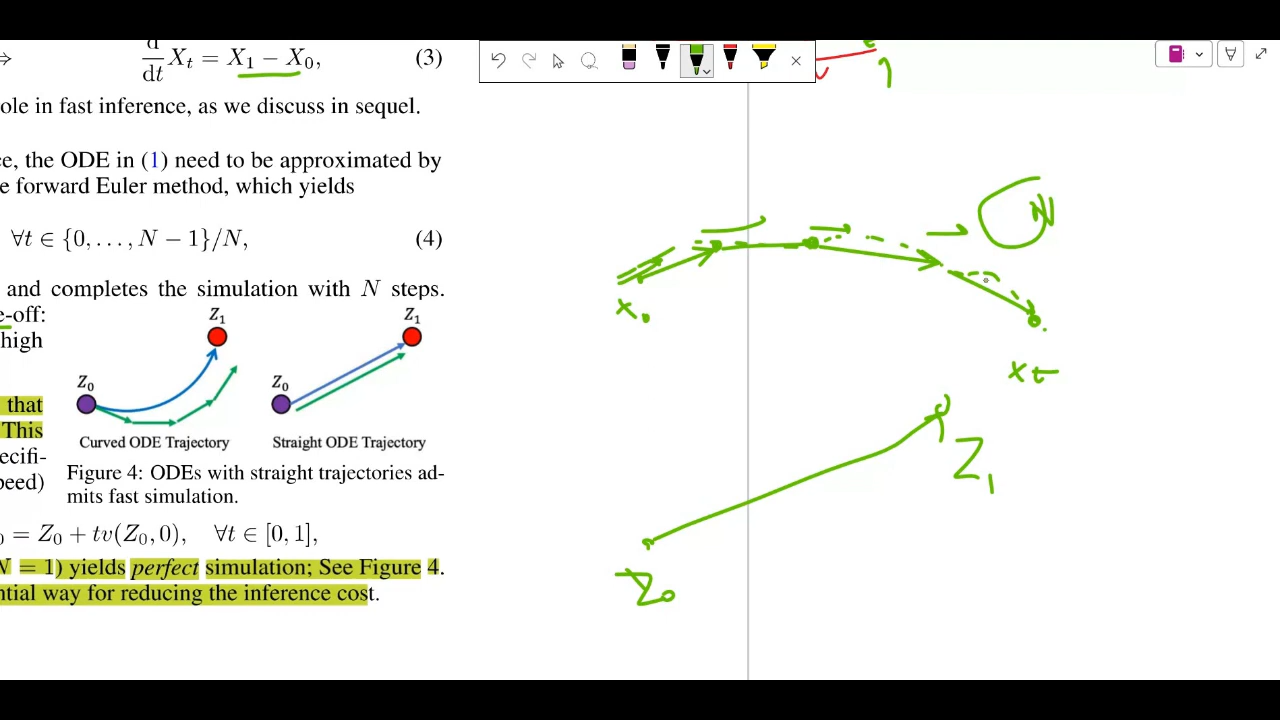 d
⇒ dt X_t = X_1 − X_0, (3)
ole in fast inference, as we discuss in sequel.
ce, the ODE in (1) need to be approximated by
e forward Euler method, which yields
∀t ∈ {0, . . . , N − 1}/N, (4)
and completes the simulation with N steps.
e-off:
high
that
This
ecifi-
peed)
Z_0
Z_1
Curved ODE Trajectory
Z_0
Z_1
Straight ODE Trajectory
Figure 4: ODEs with straight trajectories ad-
mits fast simulation.
0 = Z_0 + tv(Z_0, 0), ∀t ∈ [0, 1],
N = 1) yields perfect simulation; See Figure 4.
ntial way for reducing the inference cost.
1
N
X_0
X_t
Z_1
Z_0